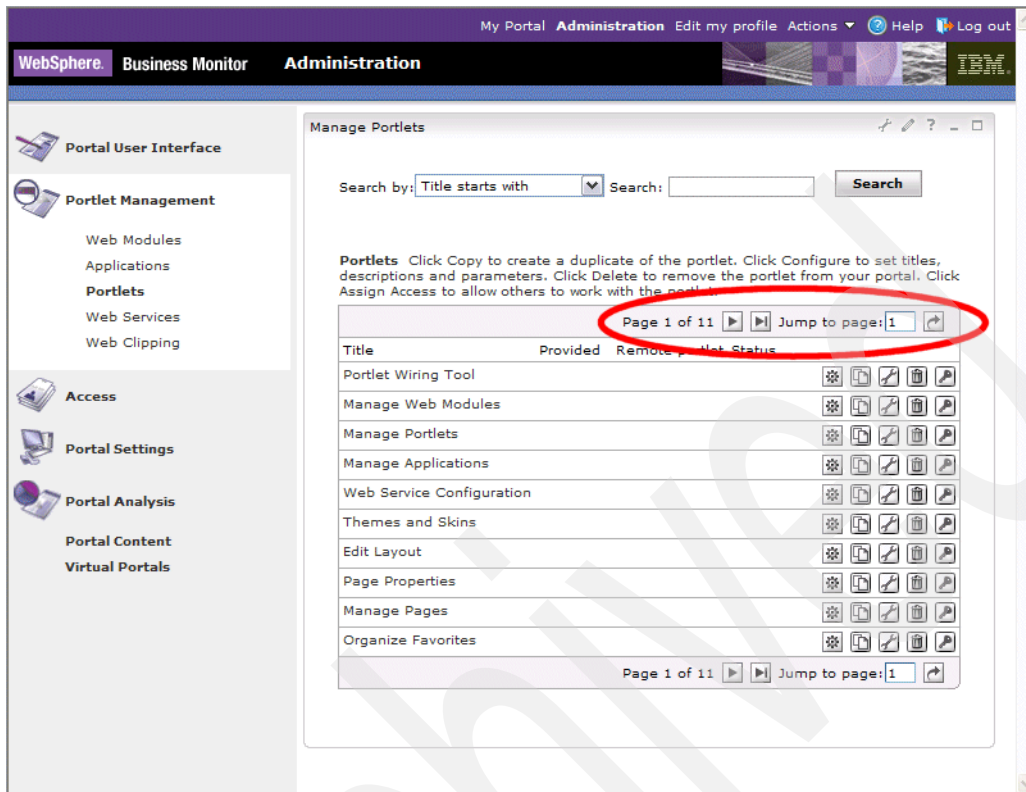 My Portal Administration Edit my profile Actions Help Log out
WebSphere. Business Monitor Administration IBM.
Portal User Interface
Portlet Management
Web Modules
Applications
Portlets
Web Services
Web Clipping
Access
Portal Settings
Portal Analysis
Portal Content
Virtual Portals
Manage Portlets ?
Search by: Title starts with Search: Search
Portlets Click Copy to create a duplicate of the portlet. Click Configure to set titles,
descriptions and parameters. Click Delete to remove the portlet from your portal. Click
Assign Access to allow others to work with the portlet.
Page 1 of 11 Jump to page: 1
Title Provided Remote portlet Status
Portlet Wiring Tool
Manage Web Modules
Manage Portlets
Manage Applications
Web Service Configuration
Themes and Skins
Edit Layout
Page Properties
Manage Pages
Organize Favorites
Page 1 of 11 Jump to page: 1